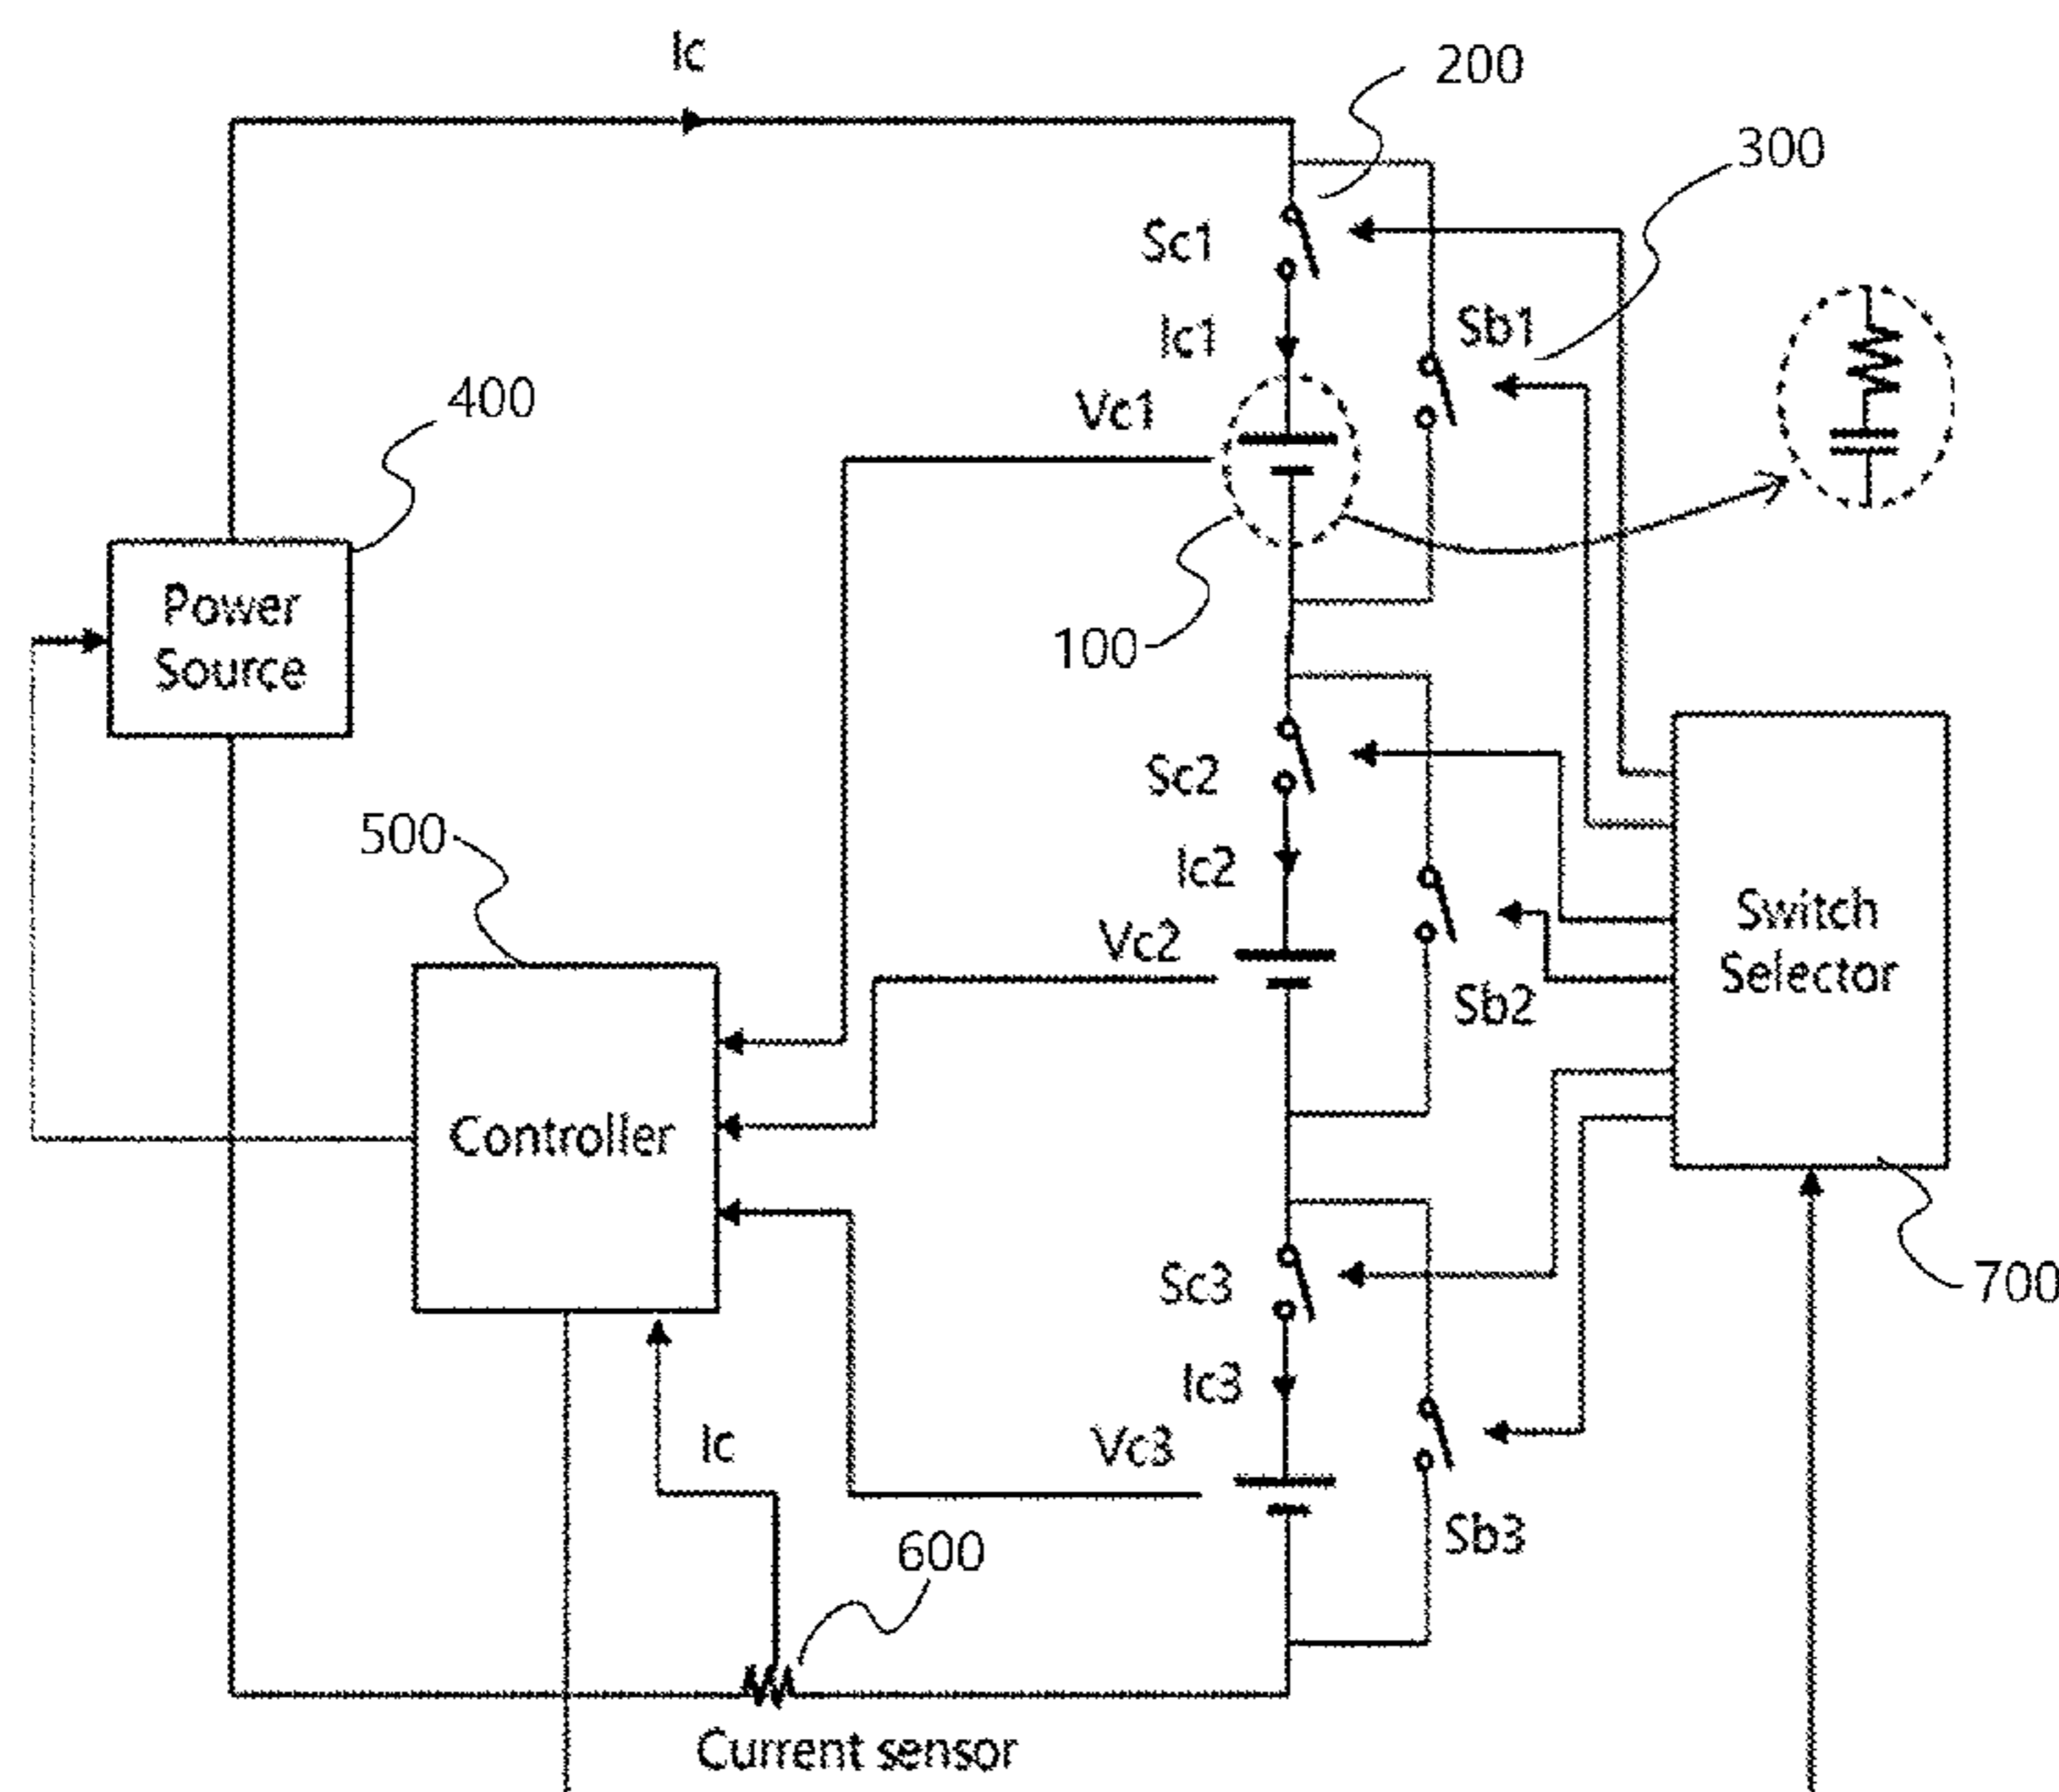 Ic
200
300
Sc1
Sb1
Ic1
Vc1
400
Power
Source
100
Sc2
500
Ic2
Switch
Selector
Vc2
Sb2
Controller
Sc3
700
Ic3
Ic
Vc3
Sb3
600
Current sensor